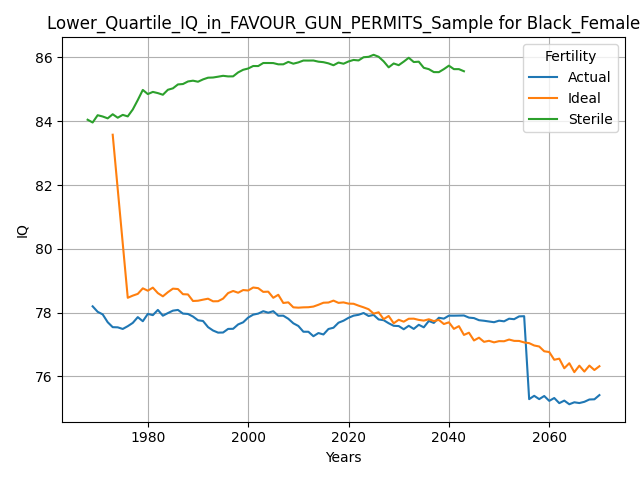 Lower_Quartile_IQ_in_FAVOUR_GUN_PERMITS_Sample for Black_Female
Fertility
Actual
Ideal
Sterile
86
84
82
80
78
76
IQ
1980
2000
2020
2040
2060
Years